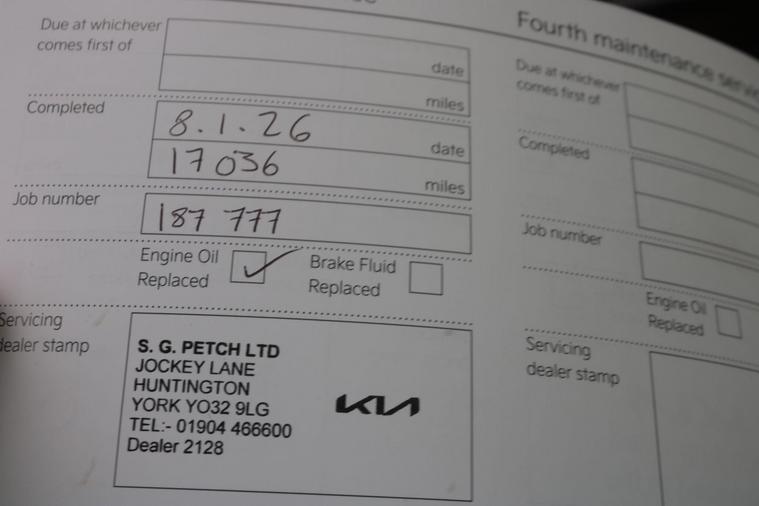 Due at whichever
comes first of
date
miles
Completed
8.1.26
date
17 036
miles
Job number
187 777
Engine Oil
Replaced
Brake Fluid
Replaced
Servicing
dealer stamp
S. G. PETCH LTD
JOCKEY LANE
HUNTINGTON
YORK YO32 9LG
TEL:- 01904 466600
Dealer 2128
KIA
Fourth maintenance
Due at whichever
comes first of
Completed
Job number
Engine Oil
Replaced
Servicing
dealer stamp